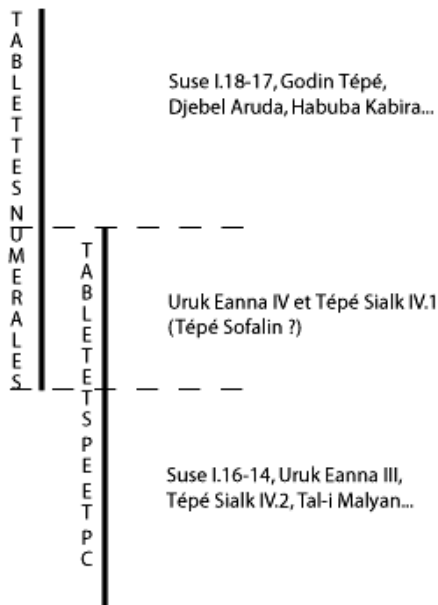 TABLETTES NUMERALES
Suse I.18-17, Godin Tépé,
Djebel Aruda, Habuba Kabira...
TABLETETS PE ET PC
Uruk Eanna IV et Tépé Sialk IV.1
(Tépé Sofalin ?)
Suse I.16-14, Uruk Eanna III,
Tépé Sialk IV.2, Tal-i Malyan...